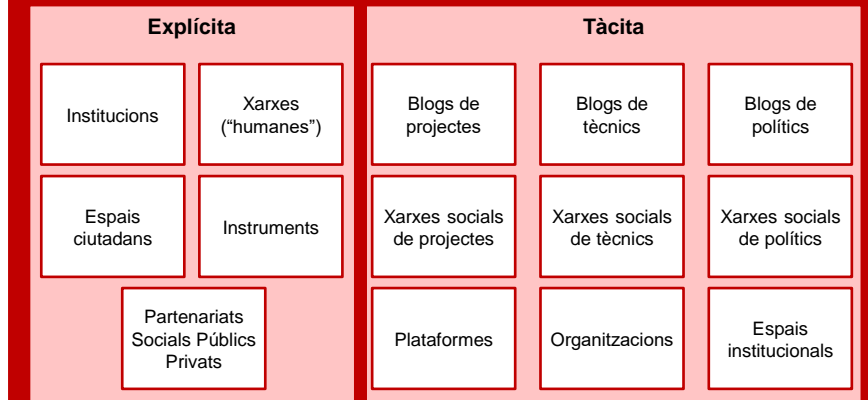 Explícita
Institucions
Xarxes
(“humanes”)
Espais
ciutadans
Instruments
Partenariats
Socials Públics
Privats
Tàcita
Blogs de
projectes
Blogs de
tècnics
Blogs de
polítics
Xarxes socials
de projectes
Xarxes socials
de tècnics
Xarxes socials
de polítics
Plataformes
Organitzacions
Espais
institucionals